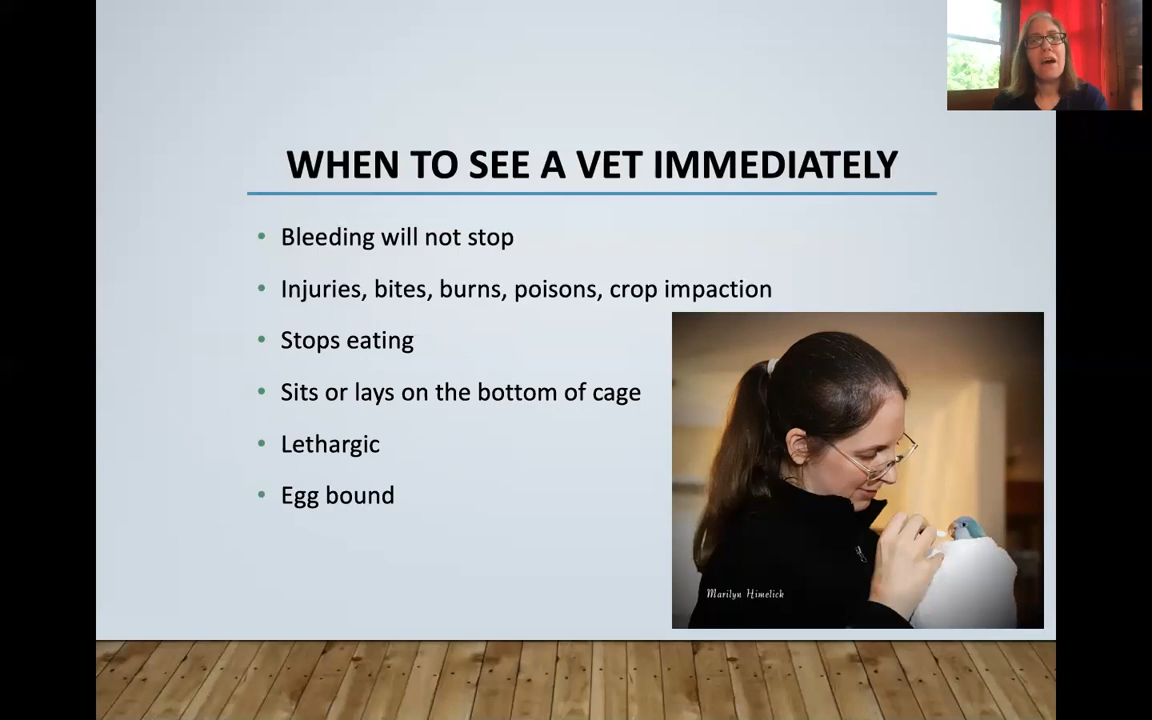 WHEN TO SEE A VET IMMEDIATELY
• Bleeding will not stop
• Injuries, bites, burns, poisons, crop impaction
• Stops eating
• Sits or lays on the bottom of cage
• Lethargic
• Egg bound
Marilyn Himelick